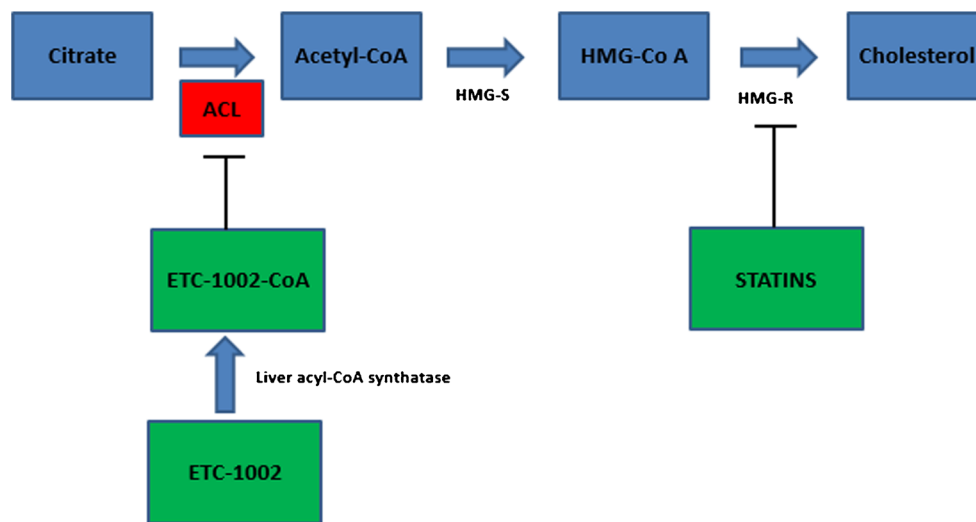 Citrate
Acetyl-CoA
HMG-Co A
Cholesterol
ACL
HMG-S
HMG-R
ETC-1002-CoA
STATINS
Liver acyl-CoA synthatase
ETC-1002